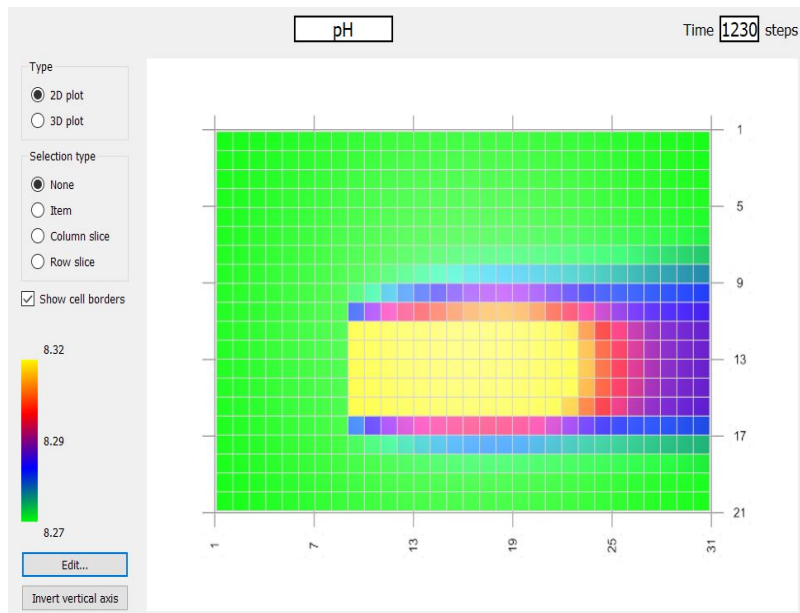 pH
Time 1230 steps
Type
2D plot
3D plot
Selection type
None
Item
Column slice
Row slice
Show cell borders
8.32
8.29
8.27
Edit...
Invert vertical axis
1
5
9
13
17
21
1
7
13
19
25
31